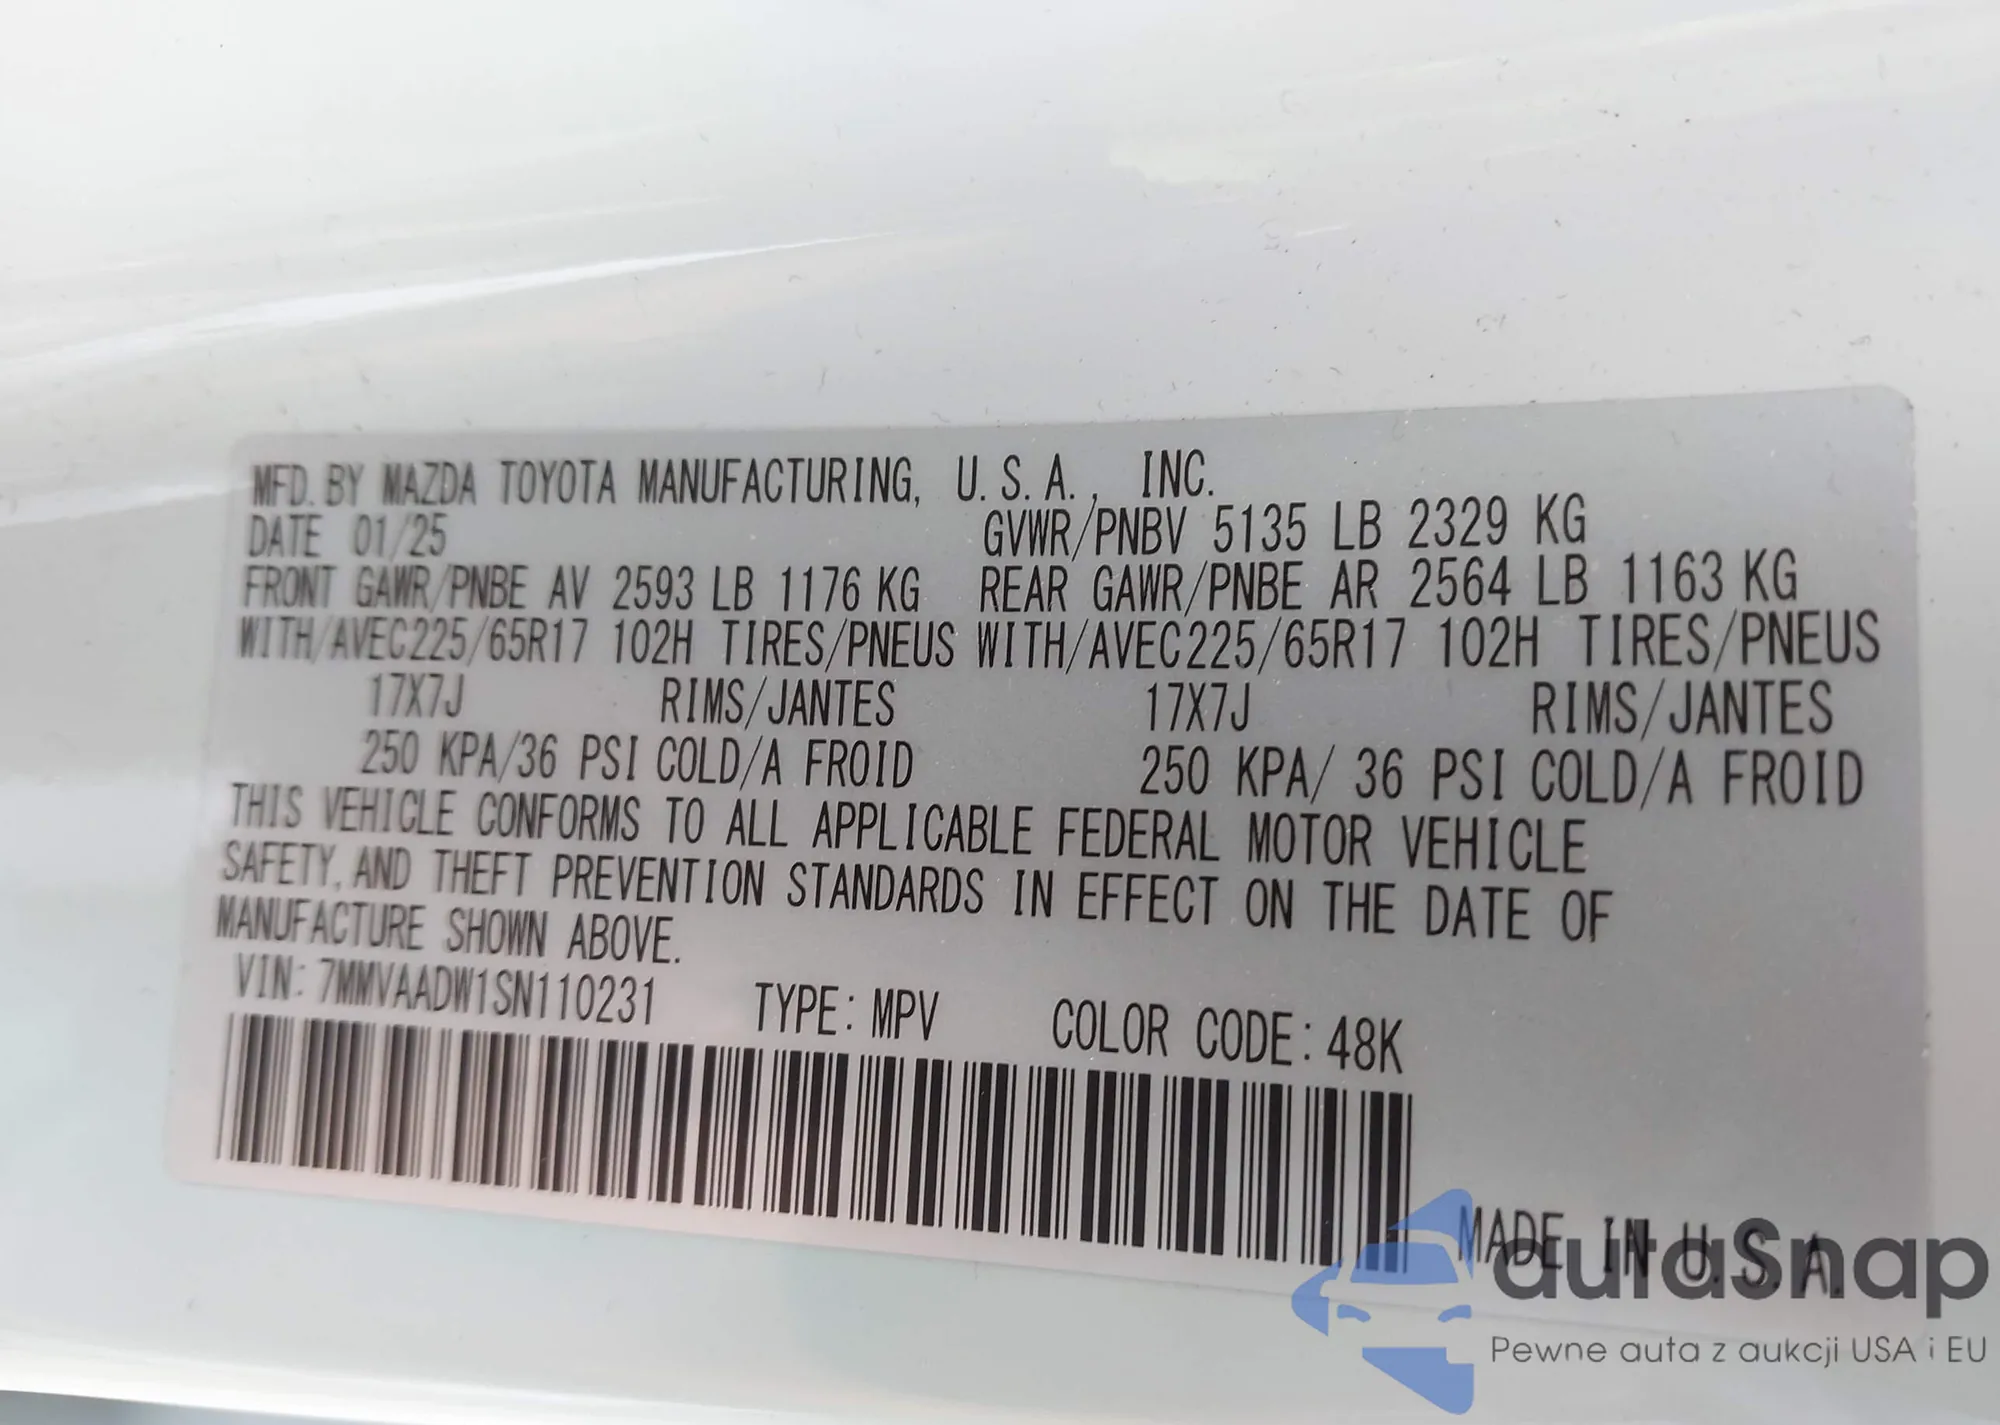 MFD. BY MAZDA TOYOTA MANUFACTURING, U.S.A., INC.
DATE 01/25 GVWR/PNBV 5135 LB 2329 KG
FRONT GAWR/PNBE AV 2593 LB 1176 KG REAR GAWR/PNBE AR 2564 LB 1163 KG
WITH/AVEC225/65R17 102H TIRES/PNEUS WITH/AVEC225/65R17 102H TIRES/PNEUS
17X7J RIMS/JANTES 17X7J RIMS/JANTES
250 KPA/36 PSI COLD/A FROID 250 KPA/ 36 PSI COLD/A FROID
THIS VEHICLE CONFORMS TO ALL APPLICABLE FEDERAL MOTOR VEHICLE
SAFETY, AND THEFT PREVENTION STANDARDS IN EFFECT ON THE DATE OF
MANUFACTURE SHOWN ABOVE.
VIN: 7MMVAADW1SN110231 TYPE: MPV COLOR CODE: 48K
MADE IN U.S.A.
autaSnap
Pewne auta z aukcji USA i EU